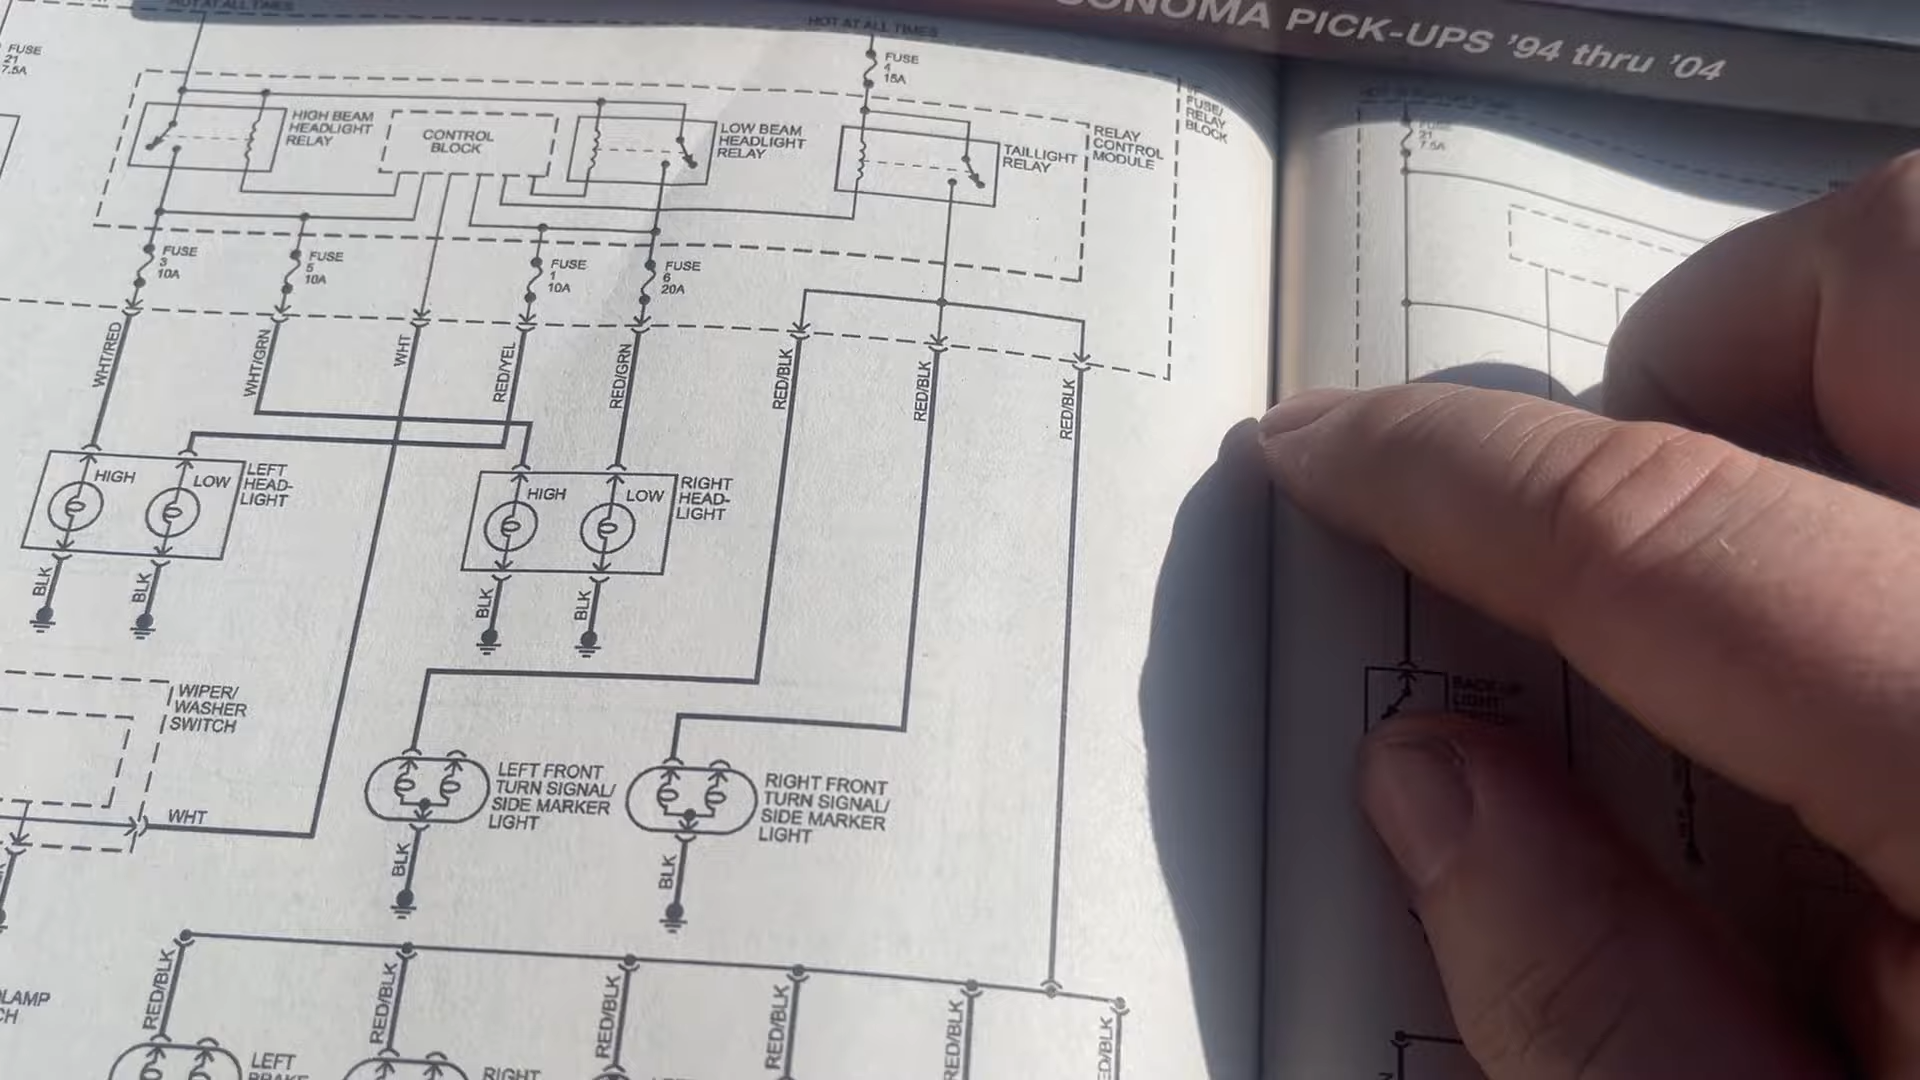 SONOMA PICK-UPS '94 thru '04
HOT AT ALL TIMES
HOT AT ALL TIMES
FUSE
21
7.5A
FUSE
4
15A
HIGH BEAM
HEADLIGHT
RELAY
CONTROL
BLOCK
LOW BEAM
HEADLIGHT
RELAY
TAILLIGHT
RELAY
RELAY
CONTROL
MODULE
FUSE/
RELAY
BLOCK
FUSE
21
7.5A
FUSE
3
10A
FUSE
5
10A
FUSE
1
10A
FUSE
6
20A
WHT/RED
WHT/GRN
WHT
RED/YEL
RED/GRN
RED/BLK
RED/BLK
RED/BLK
HIGH
LOW
LEFT
HEAD-
LIGHT
HIGH
LOW
RIGHT
HEAD-
LIGHT
BLK
BLK
BLK
BLK
WIPER/
WASHER
SWITCH
WHT
LEFT FRONT
TURN SIGNAL/
SIDE MARKER
LIGHT
RIGHT FRONT
TURN SIGNAL/
SIDE MARKER
LIGHT
BLK
BLK
BACK-UP
LIGHT
RED/BLK
RED/BLK
RED/BLK
RED/BLK
RED/BLK
RED/BLK
LEFT
BRAKE
RIGHT